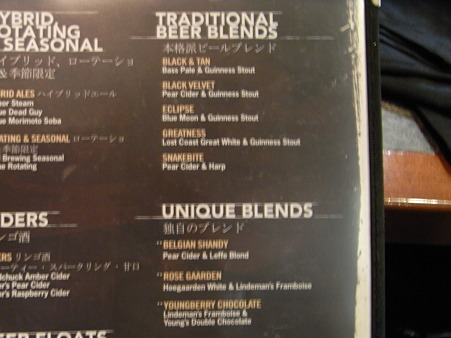 YBRID,
OTATING
SEASONAL
イブリッド、ローテーショ
&季節限定
RID ALES ハイブリッドエール
or Steam
ue Dead Guy
ue Morimoto Soba
ATING & SEASONAL ローテーショ
季節限定
Brewing Seasonal
ne Rotating
DERS
ンゴ酒
ERS リンゴ酒
ーティー・スパークリング・甘口
dchuck Amber Cider
er's Pear Cider
er's Raspberry Cider
ER FLOATS
TRADITIONAL
BEER BLENDS
本格派ビールブレンド
BLACK & TAN
Bass Pale & Guinness Stout
BLACK VELVET
Pear Cider & Guinness Stout
ECLIPSE
Blue Moon & Guinness Stout
GREATNESS
Lost Coast Great White & Guinness Stout
SNAKEBITE
Pear Cider & Harp
UNIQUE BLENDS
独自のブレンド
BELGIAN SHANDY
Pear Cider & Leffe Blond
ROSE GAARDEN
Hoegaarden White & Lindeman's Framboise
YOUNGBERRY CHOCOLATE
Lindeman's Framboise &
Young's Double Chocolate